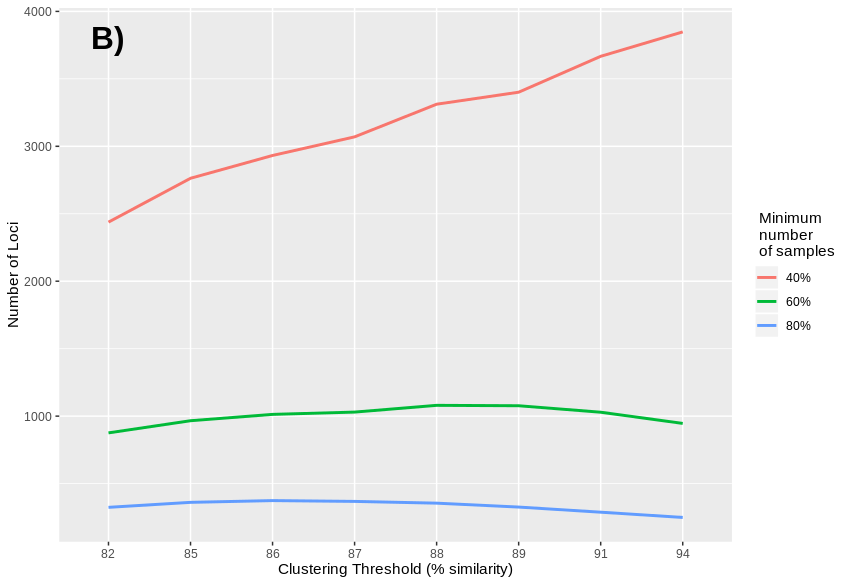 B)
4000
3000
2000
1000
Number of Loci
82 85 86 87 88 89 91 94
Clustering Threshold (% similarity)
Minimum
number
of samples
40%
60%
80%